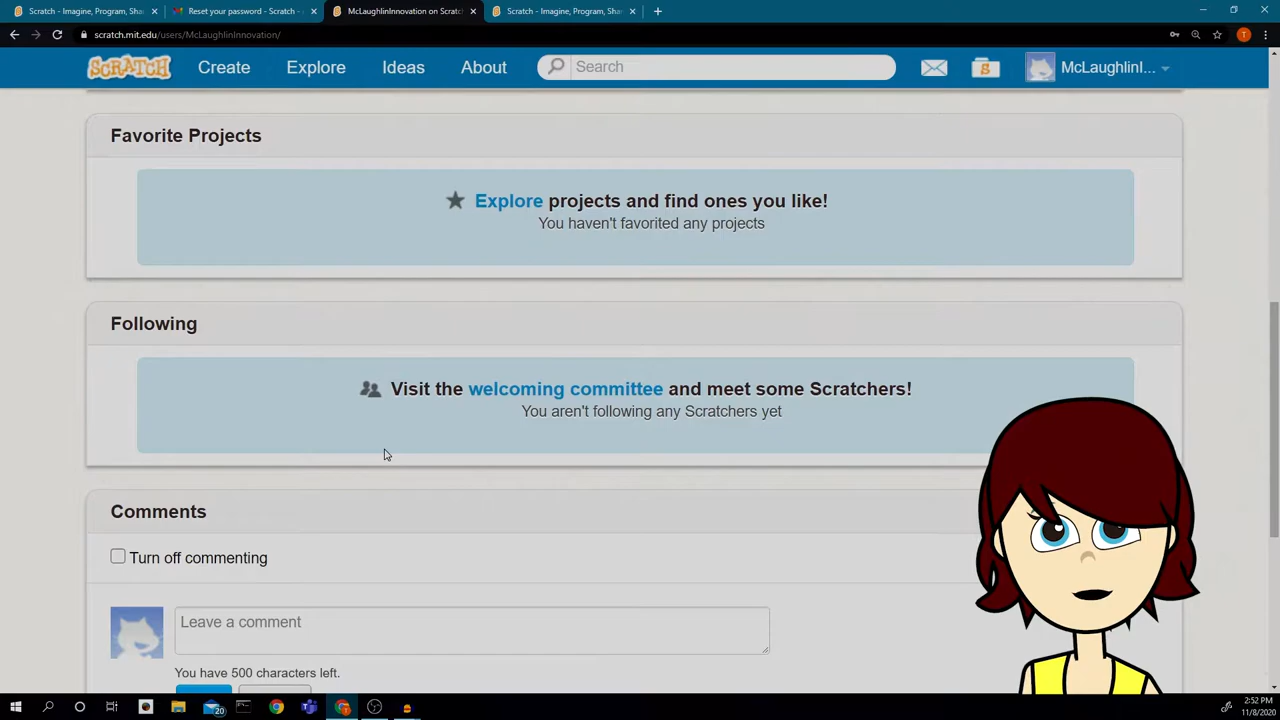 Scratch - Imagine, Program, Shar
Reset your password - Scratch -
McLaughlinInnovation on Scratch
Scratch - Imagine, Program, Shar
scratch.mit.edu/users/McLaughlinInnovation/
T
SCRATCH
Create
Explore
Ideas
About
Search
S
McLaughlinI...
Favorite Projects
Explore projects and find ones you like!
You haven't favorited any projects
Following
Visit the welcoming committee and meet some Scratchers!
You aren't following any Scratchers yet
Comments
Turn off commenting
Leave a comment
You have 500 characters left.
20
2:52 PM
11/8/2020